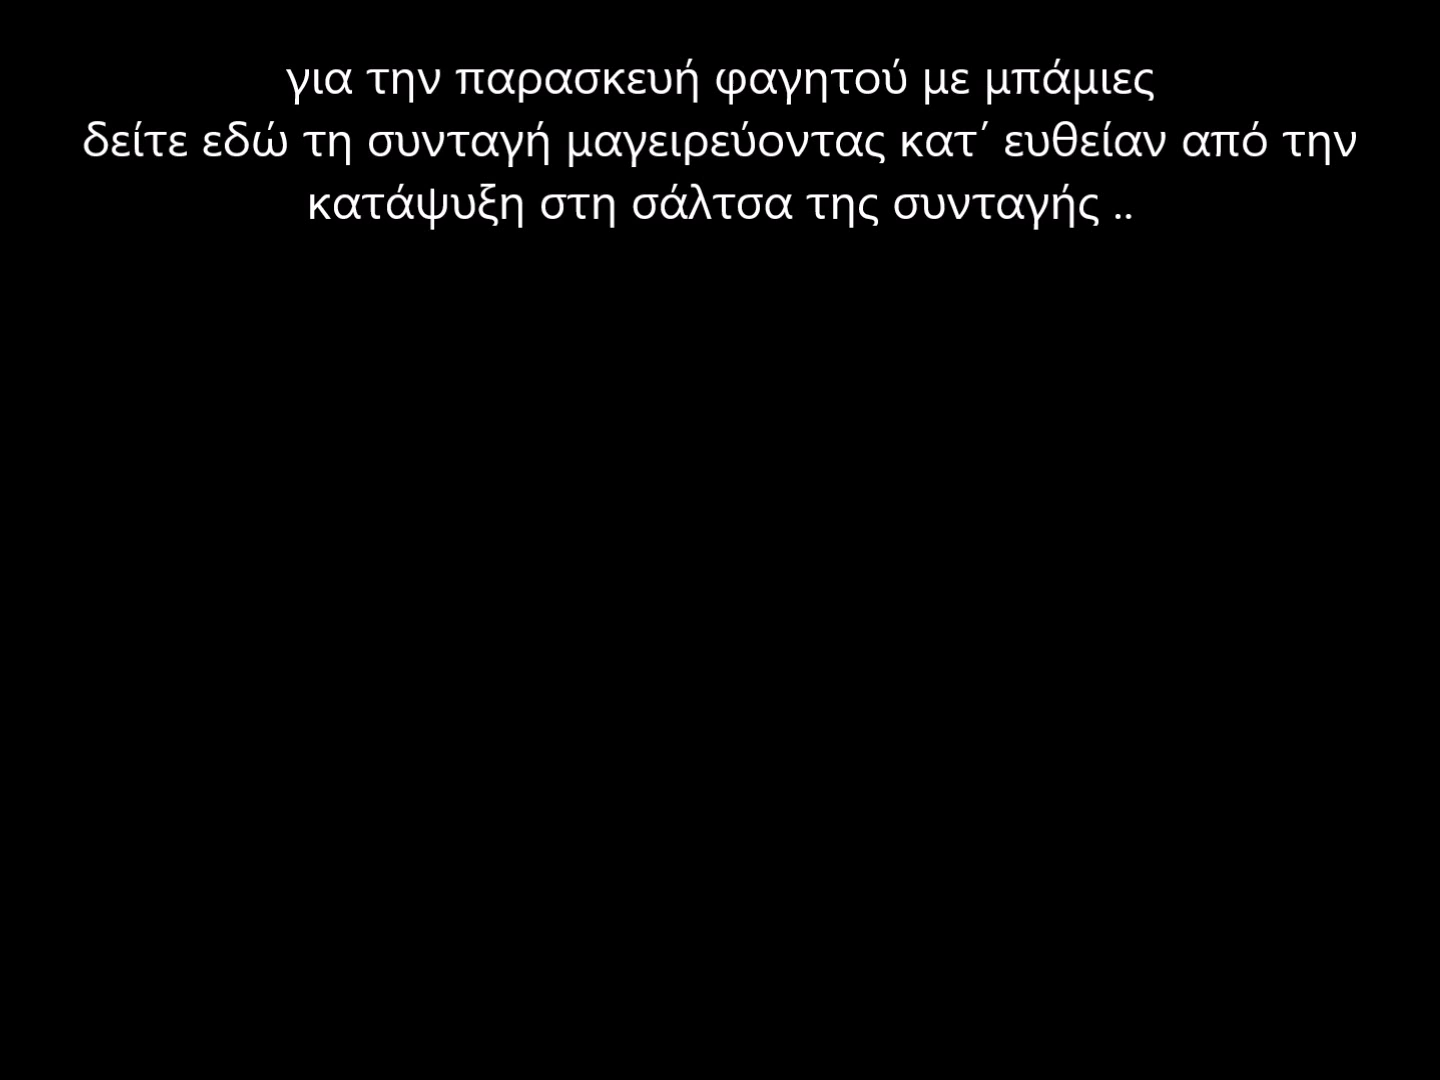 για την παρασκευή φαγητού με μπάμιες
δείτε εδώ τη συνταγή μαγειρεύοντας κατ΄ ευθείαν από την
κατάψυξη στη σάλτσα της συνταγής ..